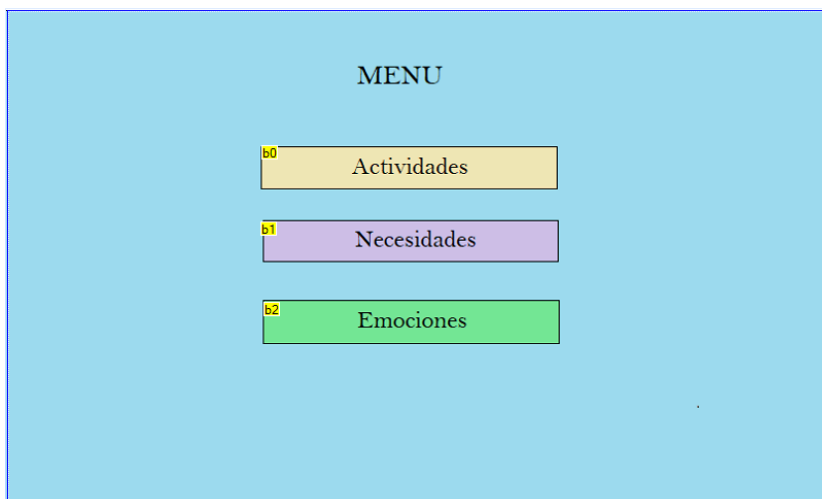 MENU
b0
Actividades
b1
Necesidades
b2
Emociones